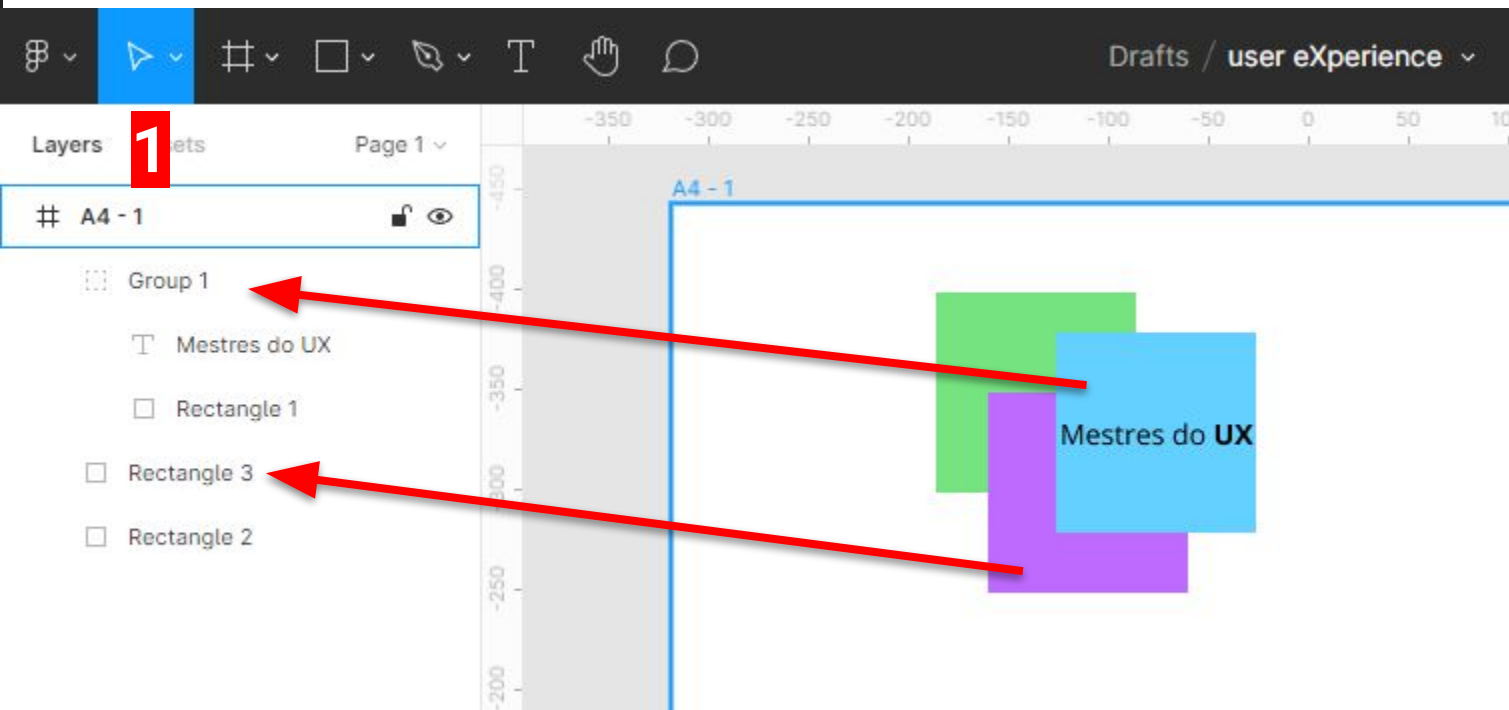 T
Drafts / user eXperience
Layers
1
ets
Page 1
-350 -300 -250 -200 -150 -100 -50 0 50 10
A4 - 1
A4 - 1
Group 1
T Mestres do UX
Rectangle 1
Rectangle 3
Rectangle 2
-450
-400
-350
-300
-250
-200
Mestres do UX